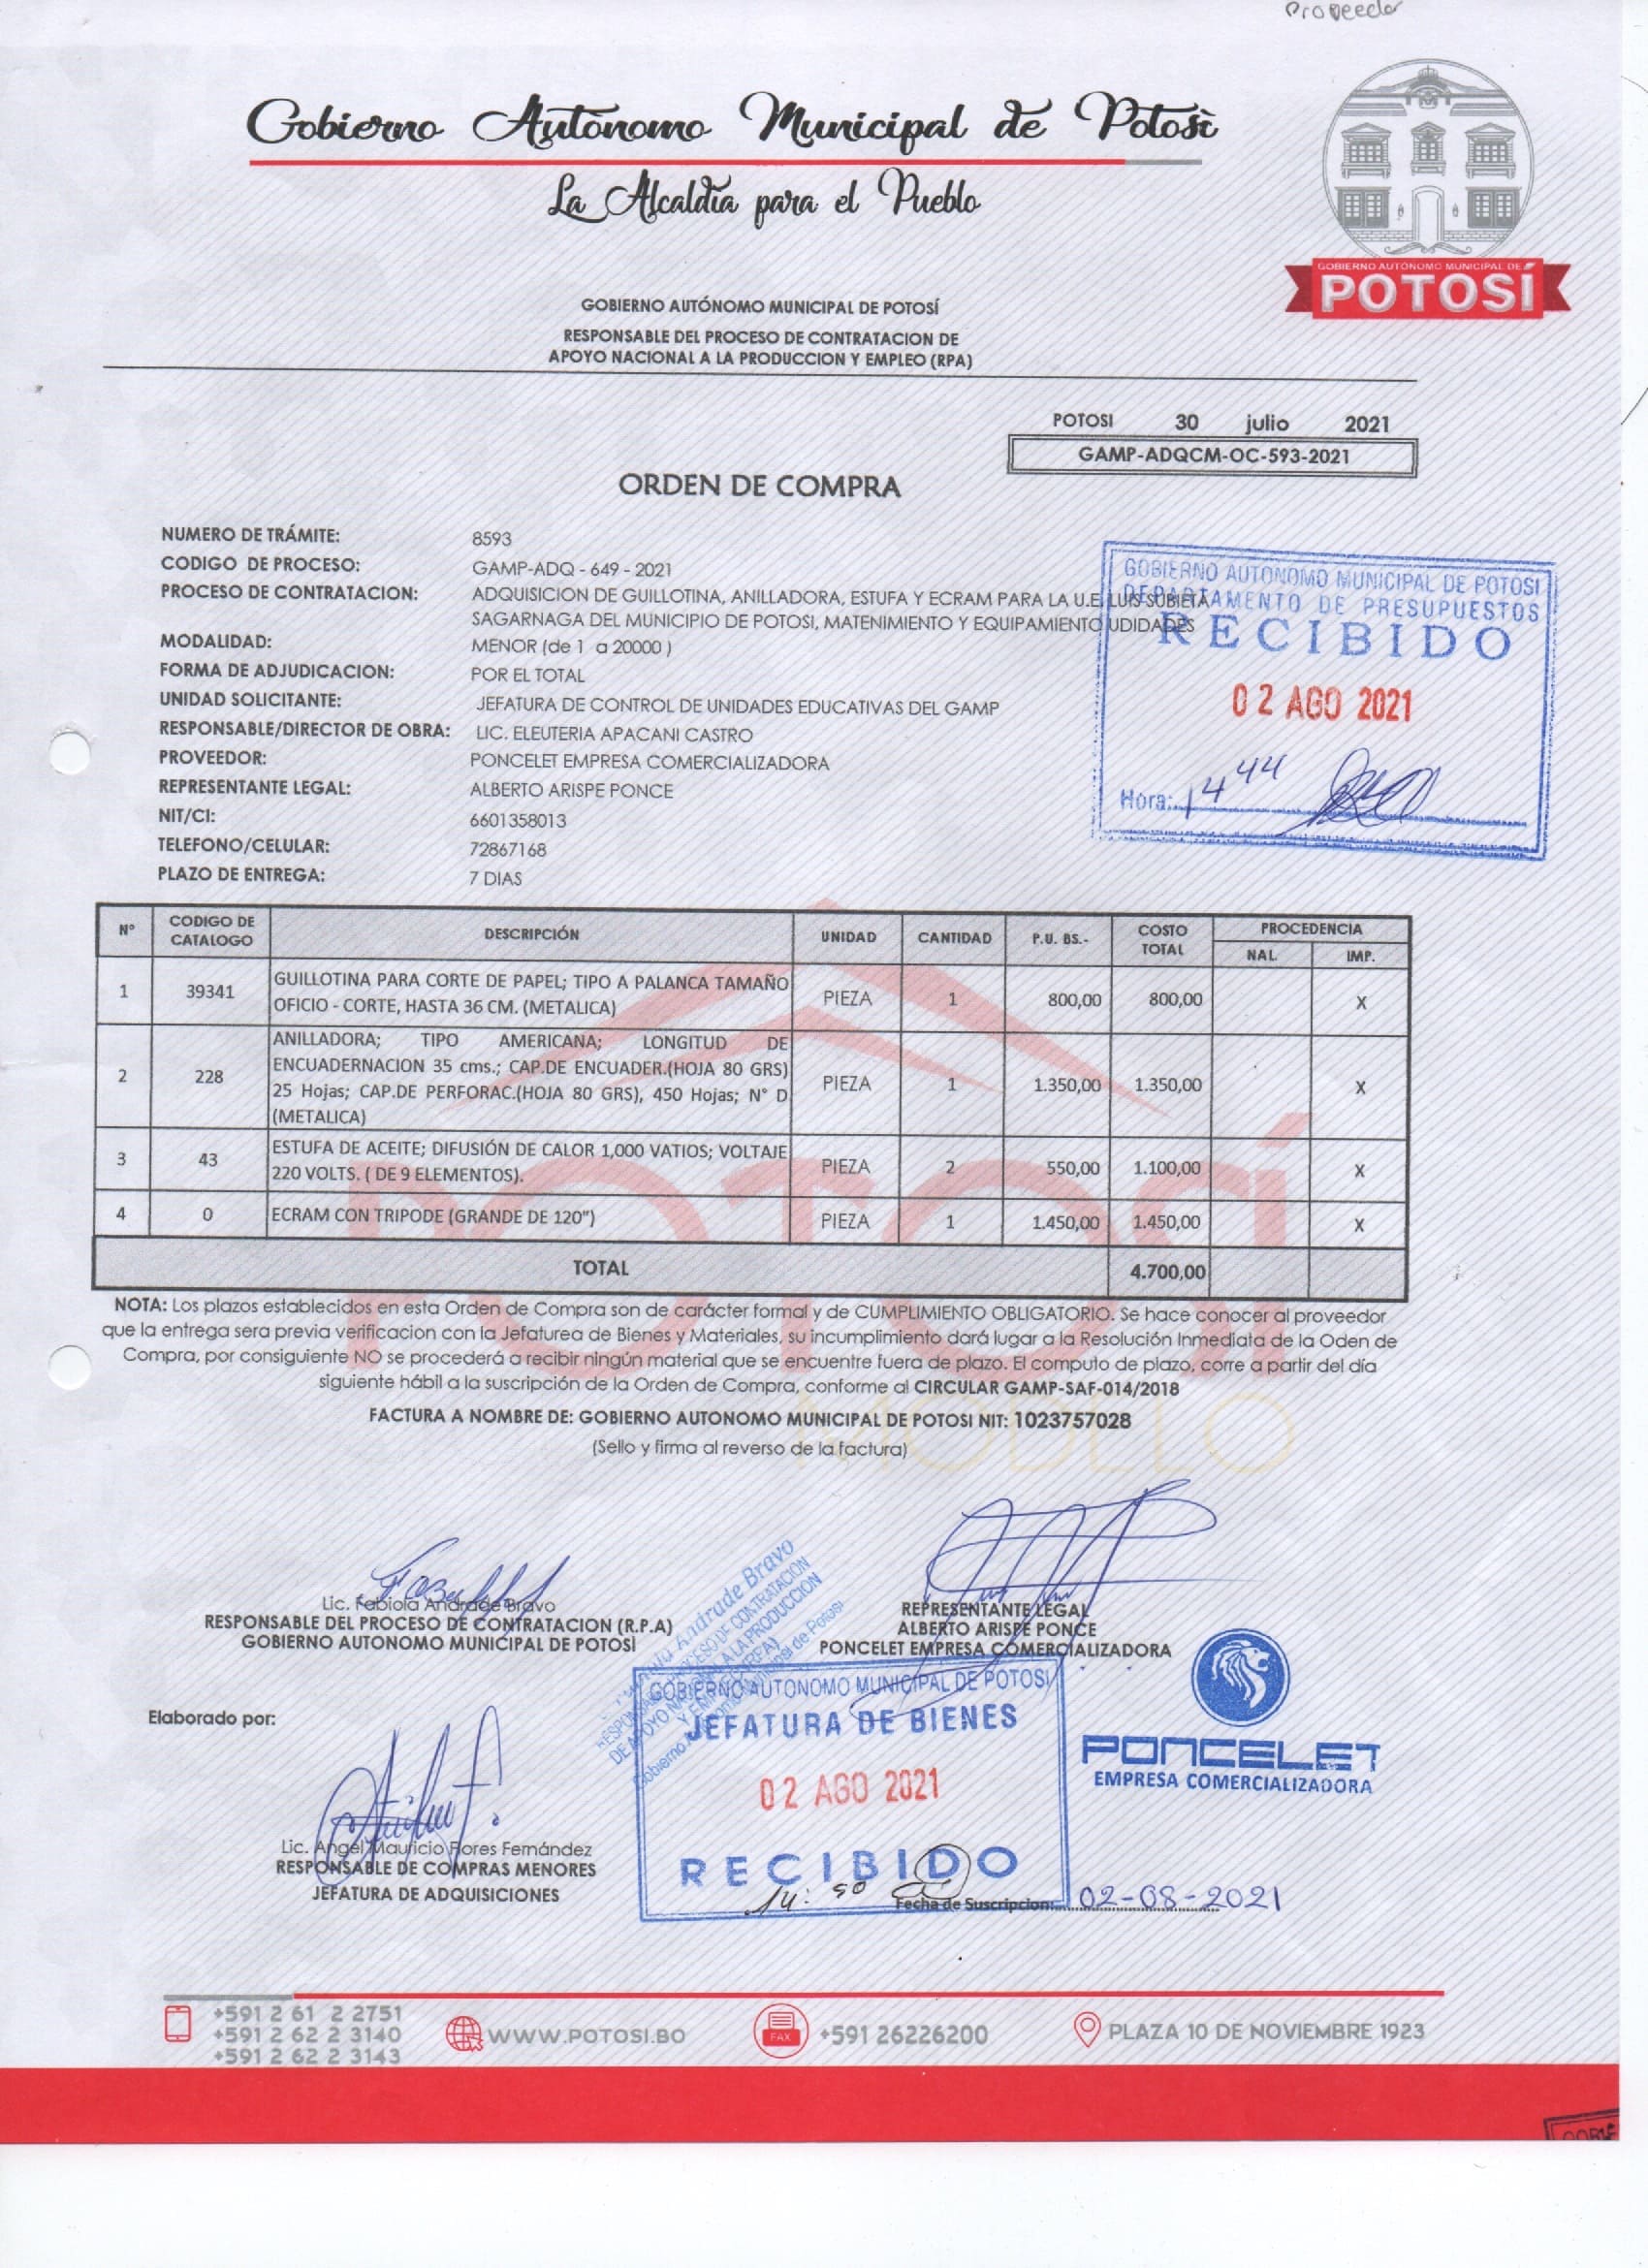 Proveedor
Gobierno Autònomo Municipal de Potosì
La Alcaldía para el Pueblo
GOBIERNO AUTONOMO MUNICIPAL DE
POTOSÍ
GOBIERNO AUTÓNOMO MUNICIPAL DE POTOSÍ
RESPONSABLE DEL PROCESO DE CONTRATACION DE
APOYO NACIONAL A LA PRODUCCION Y EMPLEO (RPA)
POTOSI 30 julio 2021
GAMP-ADQCM-OC-593-2021
ORDEN DE COMPRA
NUMERO DE TRÁMITE: 8593
CODIGO DE PROCESO: GAMP-ADQ - 649 - 2021
PROCESO DE CONTRATACION: ADQUISICION DE GUILLOTINA, ANILLADORA, ESTUFA Y ECRAM PARA LA U.E. LUIS SUBIETA
SAGARNAGA DEL MUNICIPIO DE POTOSI, MATENIMIENTO Y EQUIPAMIENTO UDIDADES
MODALIDAD: MENOR (de 1 a 20000 )
FORMA DE ADJUDICACION: POR EL TOTAL
UNIDAD SOLICITANTE: JEFATURA DE CONTROL DE UNIDADES EDUCATIVAS DEL GAMP
RESPONSABLE/DIRECTOR DE OBRA: LIC. ELEUTERIA APACANI CASTRO
PROVEEDOR: PONCELET EMPRESA COMERCIALIZADORA
REPRESENTANTE LEGAL: ALBERTO ARISPE PONCE
NIT/CI: 6601358013
TELEFONO/CELULAR: 72867168
PLAZO DE ENTREGA: 7 DIAS
GOBIERNO AUTONOMO MUNICIPAL DE POTOSI
DEPARTAMENTO DE PRESUPUESTOS
RECIBIDO
02 AGO 2021
Hora: 14 44
N° CODIGO DE CATALOGO DESCRIPCIÓN UNIDAD CANTIDAD P.U. BS.- COSTO TOTAL PROCEDENCIA
NAL. IMP.
1 39341 GUILLOTINA PARA CORTE DE PAPEL; TIPO A PALANCA TAMAÑO
OFICIO - CORTE, HASTA 36 CM. (METALICA) PIEZA 1 800,00 800,00 X
2 228 ANILLADORA; TIPO AMERICANA; LONGITUD DE
ENCUADERNACION 35 cms.; CAP.DE ENCUADER.(HOJA 80 GRS)
25 Hojas; CAP.DE PERFORAC.(HOJA 80 GRS), 450 Hojas; N° D
(METALICA) PIEZA 1 1.350,00 1.350,00 X
3 43 ESTUFA DE ACEITE; DIFUSIÓN DE CALOR 1,000 VATIOS; VOLTAJE
220 VOLTS. ( DE 9 ELEMENTOS). PIEZA 2 550,00 1.100,00 X
4 0 ECRAM CON TRIPODE (GRANDE DE 120") PIEZA 1 1.450,00 1.450,00 X
TOTAL 4.700,00
POTOSÍ
MODELO
NOTA: Los plazos establecidos en esta Orden de Compra son de carácter formal y de CUMPLIMIENTO OBLIGATORIO. Se hace conocer al proveedor
que la entrega sera previa verificacion con la Jefaturea de Bienes y Materiales, su incumplimiento dará lugar a la Resolución Inmediata de la Oden de
Compra, por consiguiente NO se procederá a recibir ningún material que se encuentre fuera de plazo. El computo de plazo, corre a partir del día
siguiente hábil a la suscripción de la Orden de Compra, conforme al CIRCULAR GAMP-SAF-014/2018
FACTURA A NOMBRE DE: GOBIERNO AUTONOMO MUNICIPAL DE POTOSI NIT: 1023757028
(Sello y firma al reverso de la factura)
Lic. Fabiola Andrade Bravo
RESPONSABLE DEL PROCESO DE CONTRATACION (R.P.A)
GOBIERNO AUTONOMO MUNICIPAL DE POTOSÌ
Andrade Bravo
RESPONSABLE PROCESO DE CONTRATACION
DE APOYO NACIONAL A LA PRODUCCION
Y EMPLEO (RPA)
Gobierno Autónomo Municipal de Potosí
REPRESENTANTE LEGAL
ALBERTO ARISPE PONCE
PONCELET EMPRESA COMERCIALIZADORA
PONCELET
EMPRESA COMERCIALIZADORA
Elaborado por:
Lic. Angel Mauricio Flores Fernández
RESPONSABLE DE COMPRAS MENORES
JEFATURA DE ADQUISICIONES
GOBIERNO AUTONOMO MUNICIPAL DE POTOSI
JEFATURA DE BIENES
02 AGO 2021
RECIBIDO
14:50
Fecha de Suscripcion: 02-08-2021
+591 2 61 2 2751
+591 2 62 2 3140
+591 2 62 2 3143
WWW.POTOSI.BO
FAX
+591 26226200
PLAZA 10 DE NOVIEMBRE 1923